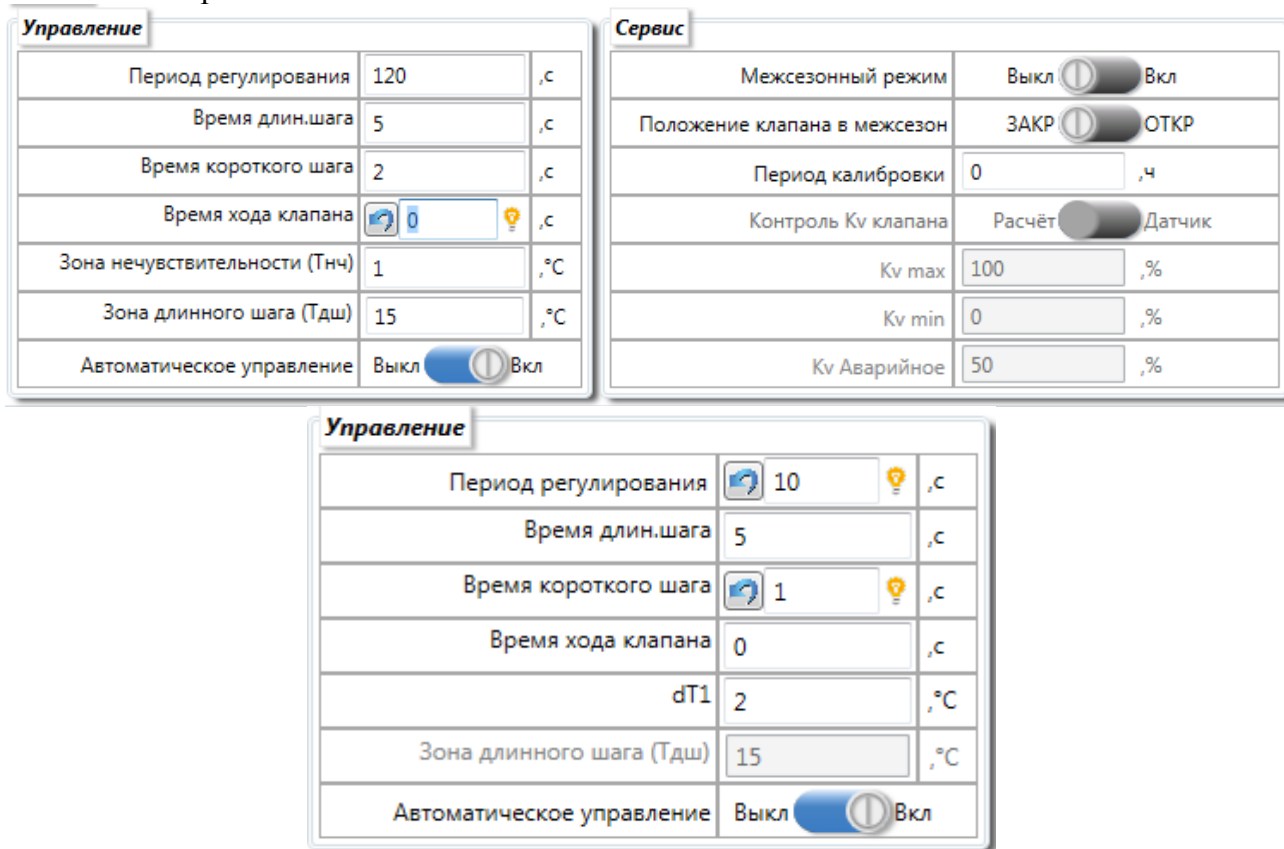 Управление
Период регулирования 120 ,с
Время длин.шага 5 ,с
Время короткого шага 2 ,с
Время хода клапана 0 ,с
Зона нечувствительности (Тнч) 1 ,°C
Зона длинного шага (Тдш) 15 ,°C
Автоматическое управление Выкл Вкл
Сервис
Межсезонный режим Выкл Вкл
Положение клапана в межсезон ЗАКР ОТКР
Период калибровки 0 ,ч
Контроль Kv клапана Расчёт Датчик
Kv max 100 ,%
Kv min 0 ,%
Kv Аварийное 50 ,%
Управление
Период регулирования 10 ,с
Время длин.шага 5 ,с
Время короткого шага 1 ,с
Время хода клапана 0 ,с
dT1 2 ,°C
Зона длинного шага (Тдш) 15 ,°C
Автоматическое управление Выкл Вкл